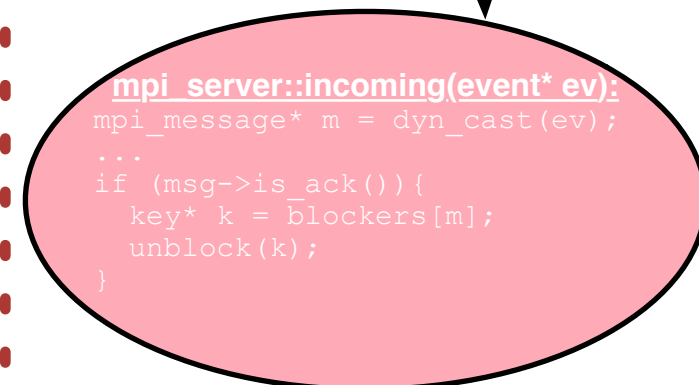 mpi_server::incoming(event* ev):
mpi_message* m = dyn_cast(ev);
...
if (msg->is_ack()){
  key* k = blockers[m];
  unblock(k);
}